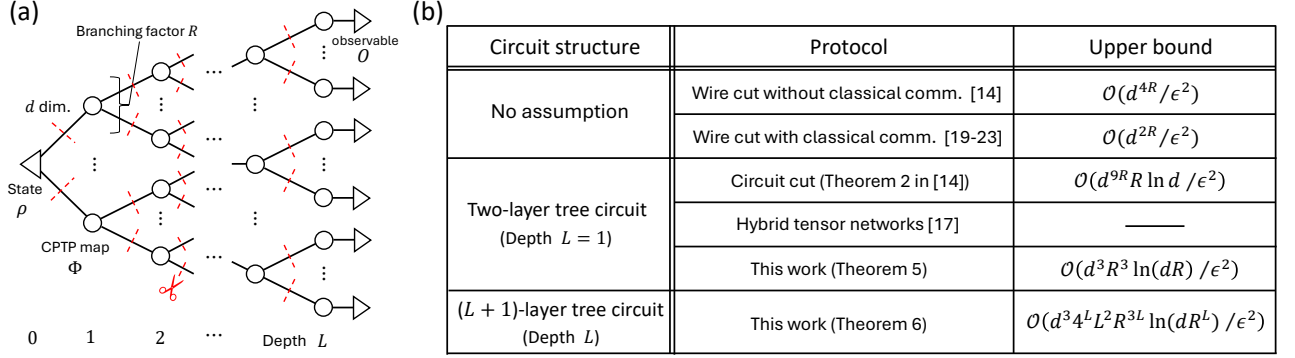 (a)
Branching factor R
observable
O
d dim.
State
ρ
CPTP map
Φ
0 1 2 ⋯ Depth L
(b)
Circuit structure Protocol Upper bound
No assumption
Wire cut without classical comm. [14] 𝒪(d^{4R}/ϵ^2)
Wire cut with classical comm. [19-23] 𝒪(d^{2R}/ϵ^2)
Two-layer tree circuit
(Depth L = 1)
Circuit cut (Theorem 2 in [14]) 𝒪(d^{9R}R ln d /ϵ^2)
Hybrid tensor networks [17] ——
This work (Theorem 5) 𝒪(d^3R^3 ln(dR) /ϵ^2)
(L + 1)-layer tree circuit
(Depth L)
This work (Theorem 6) 𝒪(d^3 4^L L^2 R^{3L} ln(dR^L) /ϵ^2)